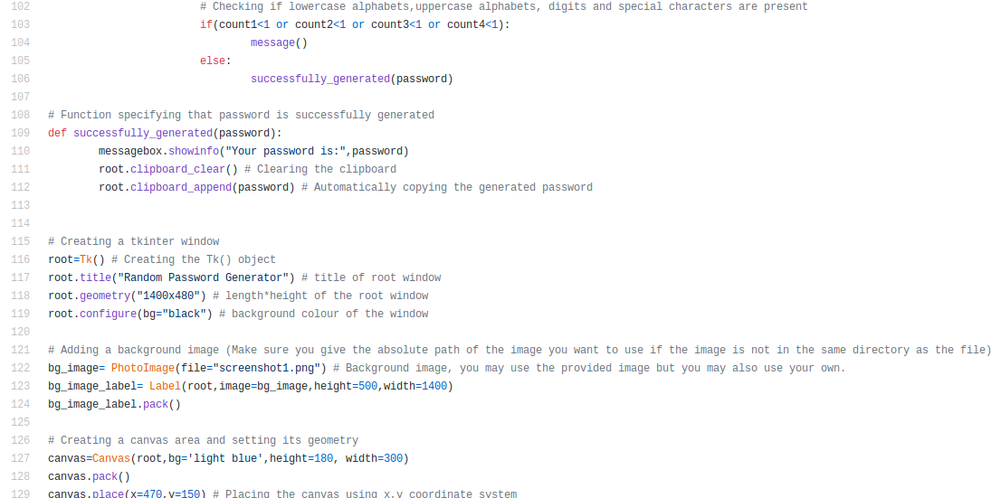 102 # Checking if lowercase alphabets,uppercase alphabets, digits and special characters are present
103 if(count1<1 or count2<1 or count3<1 or count4<1):
104 message()
105 else:
106 successfully_generated(password)
107
108 # Function specifying that password is successfully generated
109 def successfully_generated(password):
110 messagebox.showinfo("Your password is:",password)
111 root.clipboard_clear() # Clearing the clipboard
112 root.clipboard_append(password) # Automatically copying the generated password
113
114
115 # Creating a tkinter window
116 root=Tk() # Creating the Tk() object
117 root.title("Random Password Generator") # title of root window
118 root.geometry("1400x480") # length*height of the root window
119 root.configure(bg="black") # background colour of the window
120
121 # Adding a background image (Make sure you give the absolute path of the image you want to use if the image is not in the same directory as the file)
122 bg_image= PhotoImage(file="screenshot1.png") # Background image, you may use the provided image but you may also use your own.
123 bg_image_label= Label(root,image=bg_image,height=500,width=1400)
124 bg_image_label.pack()
125
126 # Creating a canvas area and setting its geometry
127 canvas=Canvas(root,bg='light blue',height=180, width=300)
128 canvas.pack()
129 canvas.place(x=470,y=150) # Placing the canvas using x,y coordinate system